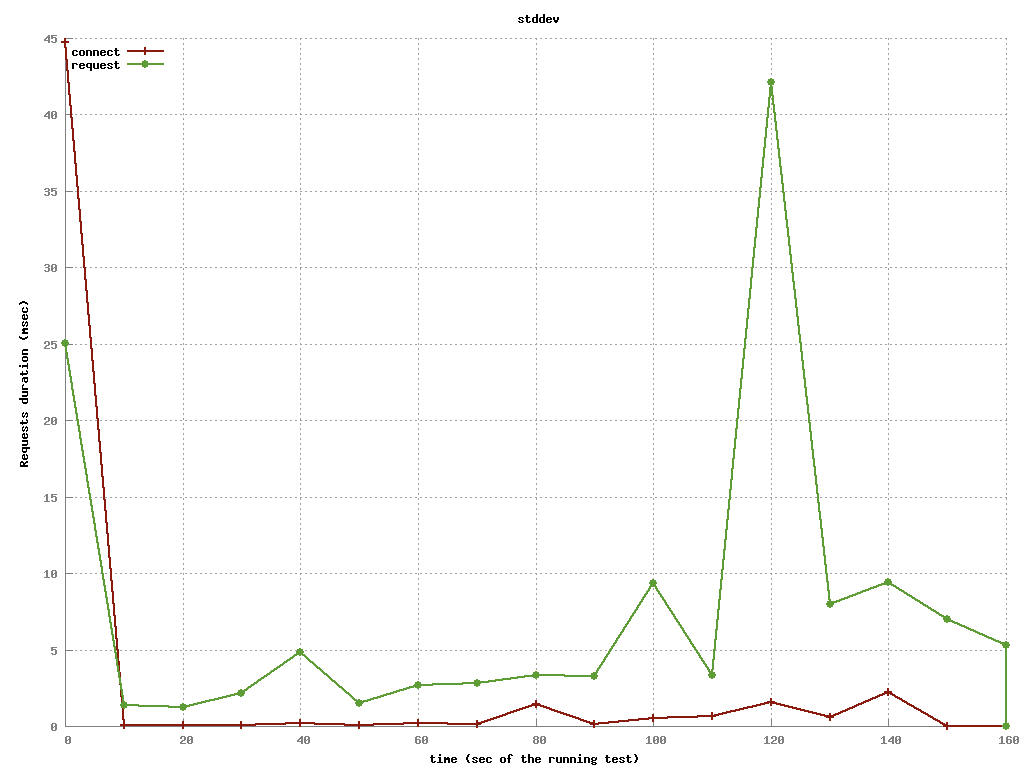 stddev
connect
request
45
40
35
30
25
20
15
10
5
0
Requests duration (msec)
0 20 40 60 80 100 120 140 160
time (sec of the running test)